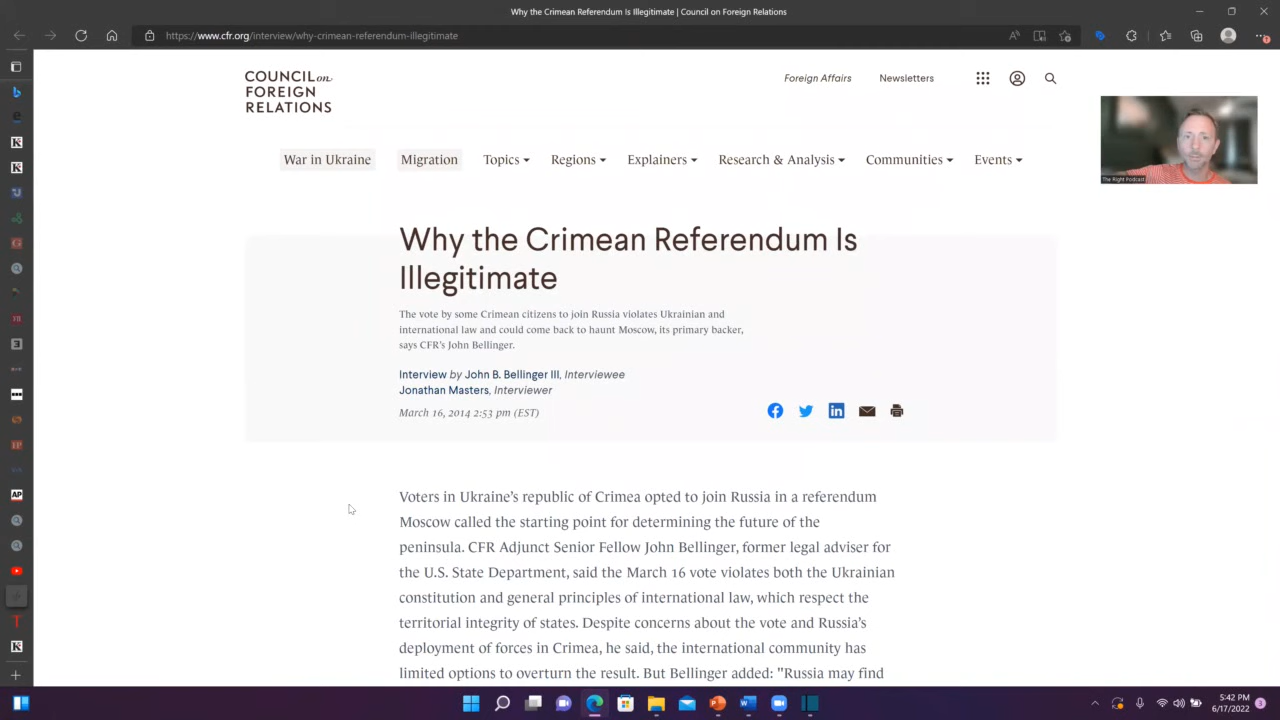 Why the Crimean Referendum Is Illegitimate | Council on Foreign Relations
https://www.cfr.org/interview/why-crimean-referendum-illegitimate
COUNCIL on
FOREIGN
RELATIONS
Foreign Affairs
Newsletters
War in Ukraine
Migration
Topics
Regions
Explainers
Research & Analysis
Communities
Events
The Right Podcast
Why the Crimean Referendum Is
Illegitimate
The vote by some Crimean citizens to join Russia violates Ukrainian and
international law and could come back to haunt Moscow, its primary backer,
says CFR's John Bellinger.
Interview by John B. Bellinger III, Interviewee
Jonathan Masters, Interviewer
March 16, 2014 2:53 pm (EST)
Voters in Ukraine's republic of Crimea opted to join Russia in a referendum
Moscow called the starting point for determining the future of the
peninsula. CFR Adjunct Senior Fellow John Bellinger, former legal adviser for
the U.S. State Department, said the March 16 vote violates both the Ukrainian
constitution and general principles of international law, which respect the
territorial integrity of states. Despite concerns about the vote and Russia's
deployment of forces in Crimea, he said, the international community has
limited options to overturn the result. But Bellinger added: "Russia may find
AP
5:42 PM
6/17/2022